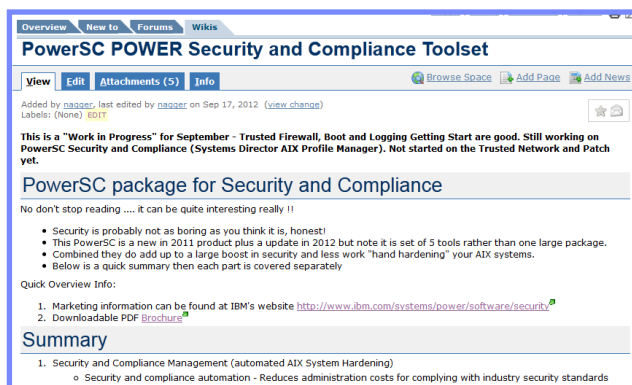 Overview New to Forums Wikis
PowerSC POWER Security and Compliance Toolset
View Edit Attachments (5) Info Browse Space Add Page Add News
Added by nagger, last edited by nagger on Sep 17, 2012 (view change)
Labels: (None) EDIT
This is a "Work in Progress" for September - Trusted Firewall, Boot and Logging Getting Start are good. Still working on
PowerSC Security and Compliance (Systems Director AIX Profile Manager). Not started on the Trusted Network and Patch
yet.
PowerSC package for Security and Compliance
No don't stop reading .... it can be quite interesting really !!
• Security is probably not as boring as you think it is, honest!
• This PowerSC is a new in 2011 product plus a update in 2012 but note it is set of 5 tools rather than one large package.
• Combined they do add up to a large boost in security and less work "hand hardening" your AIX systems.
• Below is a quick summary then each part is covered separately
Quick Overview Info:
1. Marketing information can be found at IBM's website http://www.ibm.com/systems/power/software/security
2. Downloadable PDF Brochure
Summary
1. Security and Compliance Management (automated AIX System Hardening)
o Security and compliance automation - Reduces administration costs for complying with industry security standards